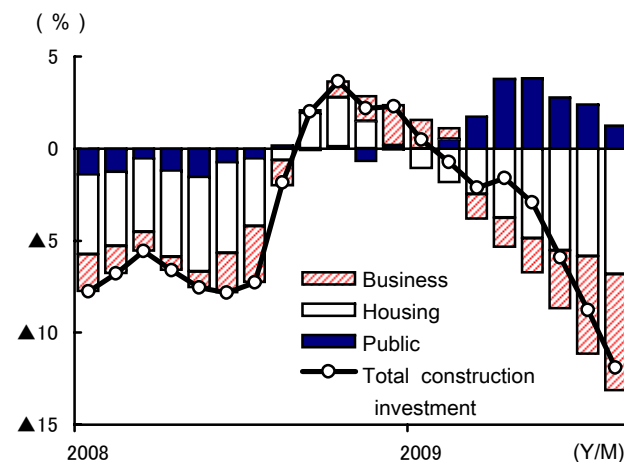 ( % )
5
0
▲ 5
▲ 10
▲ 15
Business
Housing
Public
Total construction
investment
2008
2009
(Y/M)